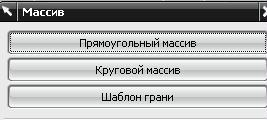 Массив
Прямоугольный массив
Круговой массив
Шаблон грани